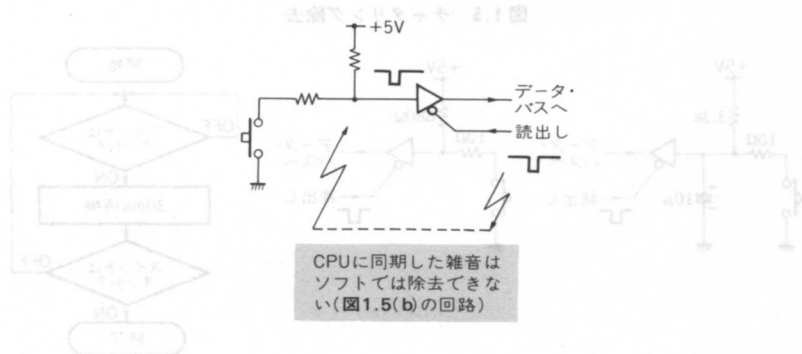 +5V
データ・
バスへ
読出し
CPUに同期した雑音は
ソフトでは除去できな
い(図1.5(b)の回路)